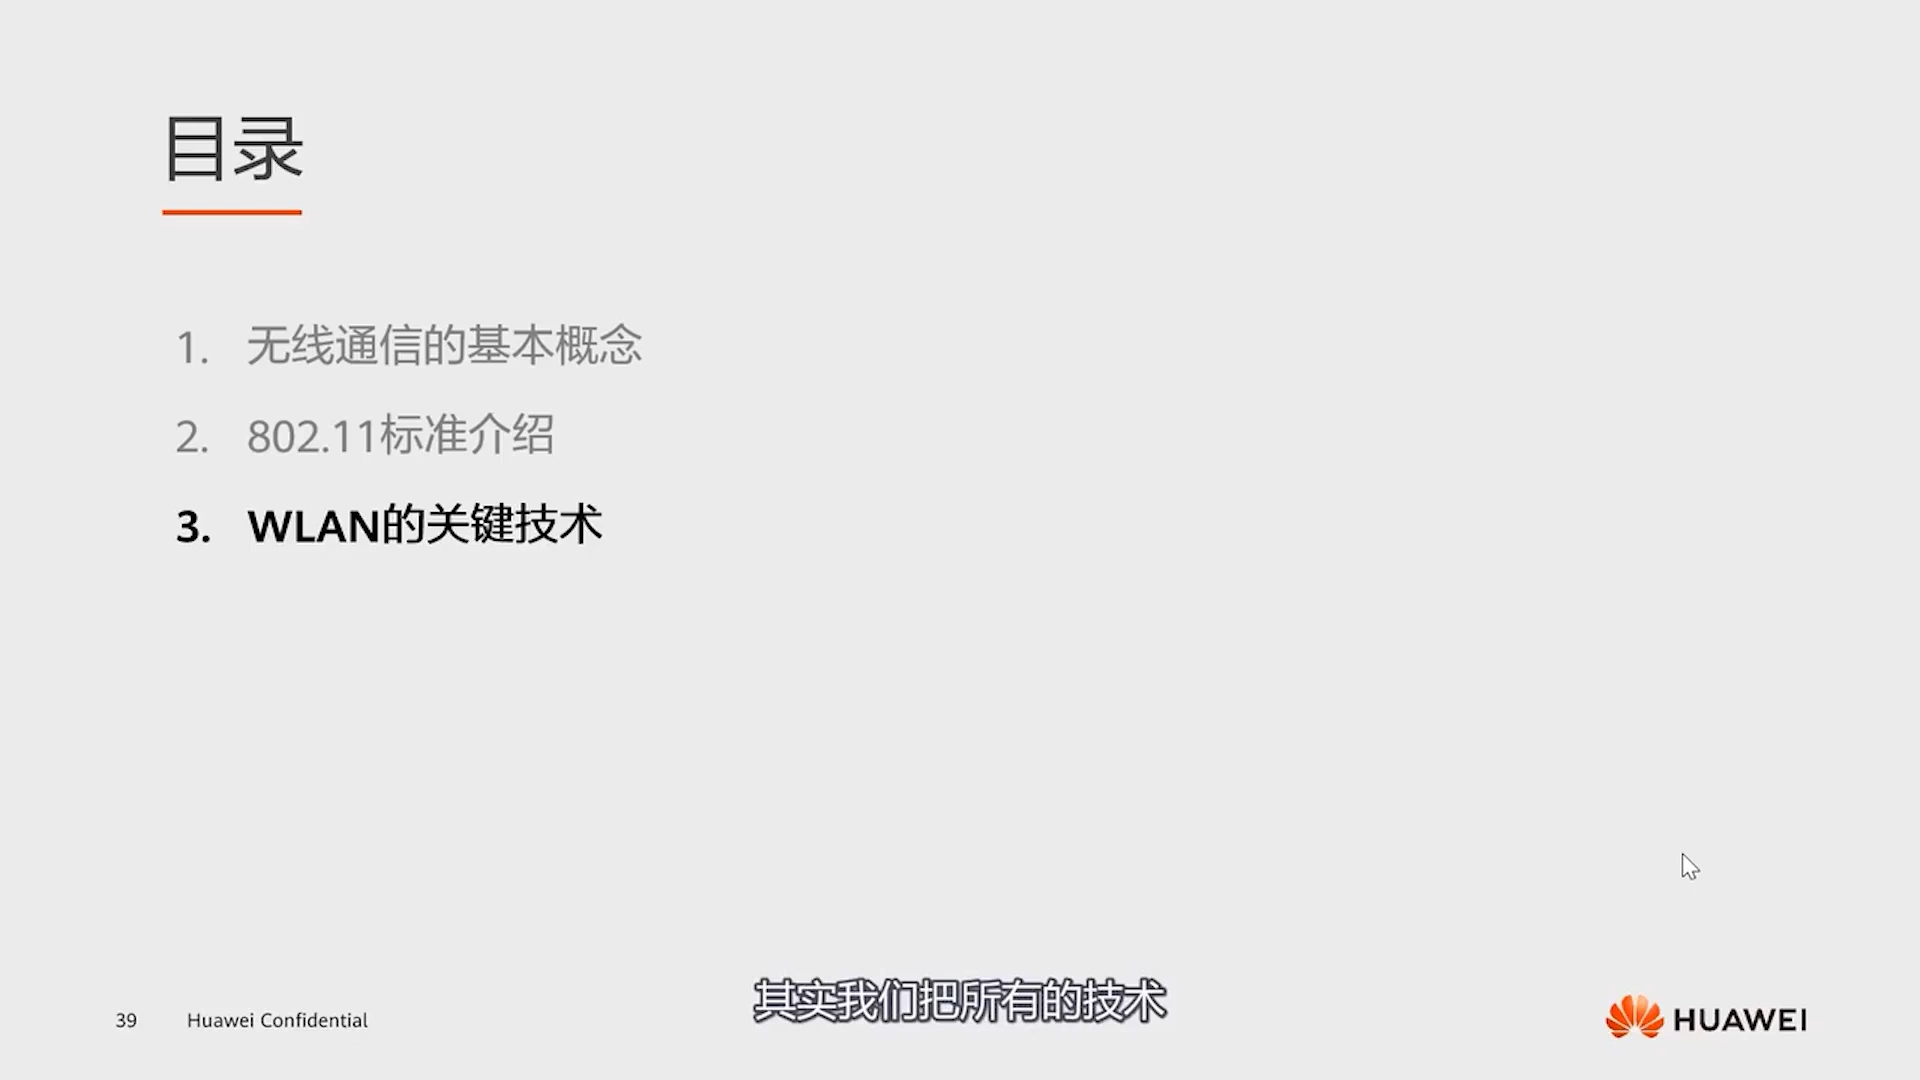 目录
1. 无线通信的基本概念
2. 802.11标准介绍
3. WLAN的关键技术
其实我们把所有的技术
39 Huawei Confidential
HUAWEI